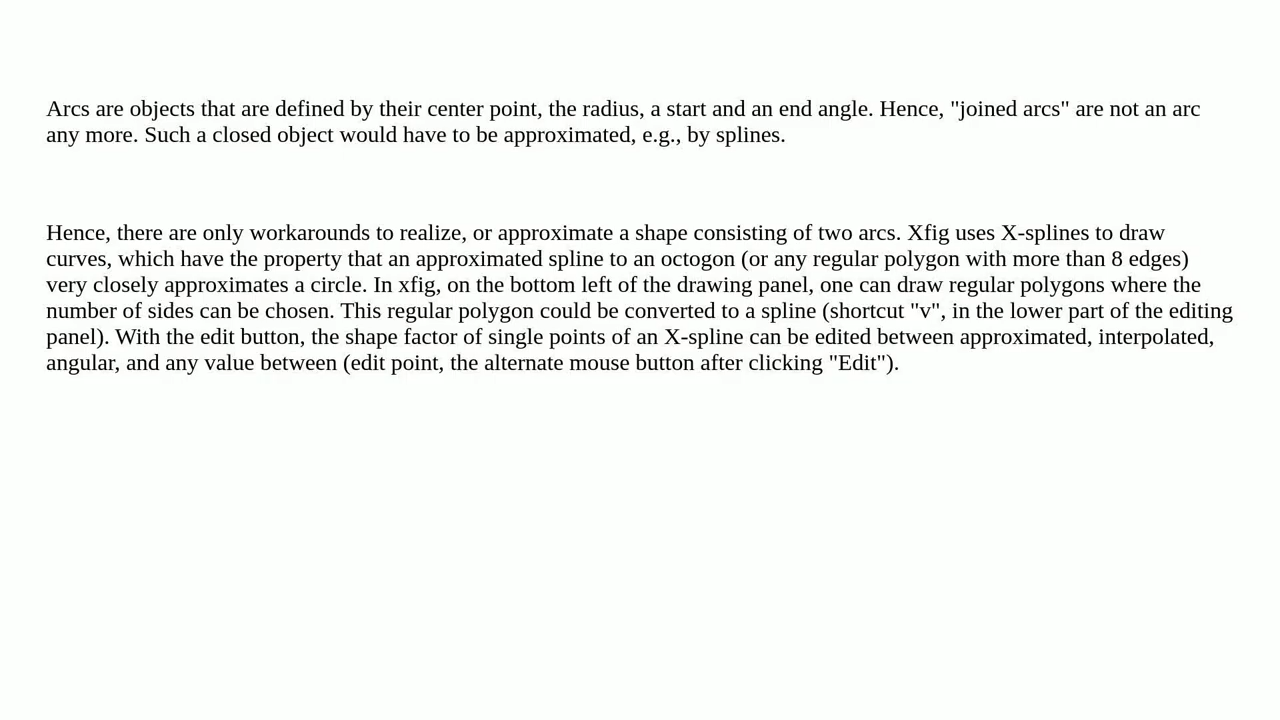 Arcs are objects that are defined by their center point, the radius, a start and an end angle. Hence, "joined arcs" are not an arc
any more. Such a closed object would have to be approximated, e.g., by splines.
Hence, there are only workarounds to realize, or approximate a shape consisting of two arcs. Xfig uses X-splines to draw
curves, which have the property that an approximated spline to an octogon (or any regular polygon with more than 8 edges)
very closely approximates a circle. In xfig, on the bottom left of the drawing panel, one can draw regular polygons where the
number of sides can be chosen. This regular polygon could be converted to a spline (shortcut "v", in the lower part of the editing
panel). With the edit button, the shape factor of single points of an X-spline can be edited between approximated, interpolated,
angular, and any value between (edit point, the alternate mouse button after clicking "Edit").